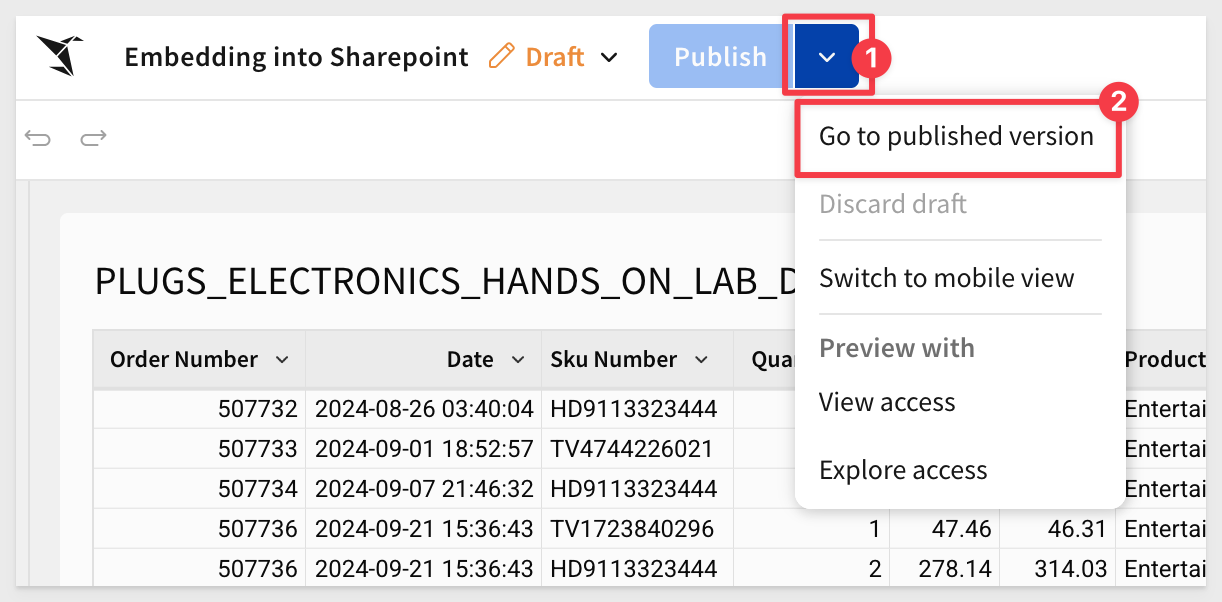 Embedding into Sharepoint Draft Publish 1
2
Go to published version
Discard draft
Switch to mobile view
Preview with
View access
Explore access
PLUGS_ELECTRONICS_HANDS_ON_LAB_D
Order Number Date Sku Number Quan Product
507732 2024-08-26 03:40:04 HD9113323444 Entertai
507733 2024-09-01 18:52:57 TV4744226021 Entertai
507734 2024-09-07 21:46:32 HD9113323444 Entertai
507736 2024-09-21 15:36:43 TV1723840296 1 47.46 46.31 Entertai
507736 2024-09-21 15:36:43 HD9113323444 2 278.14 314.03 Entertai